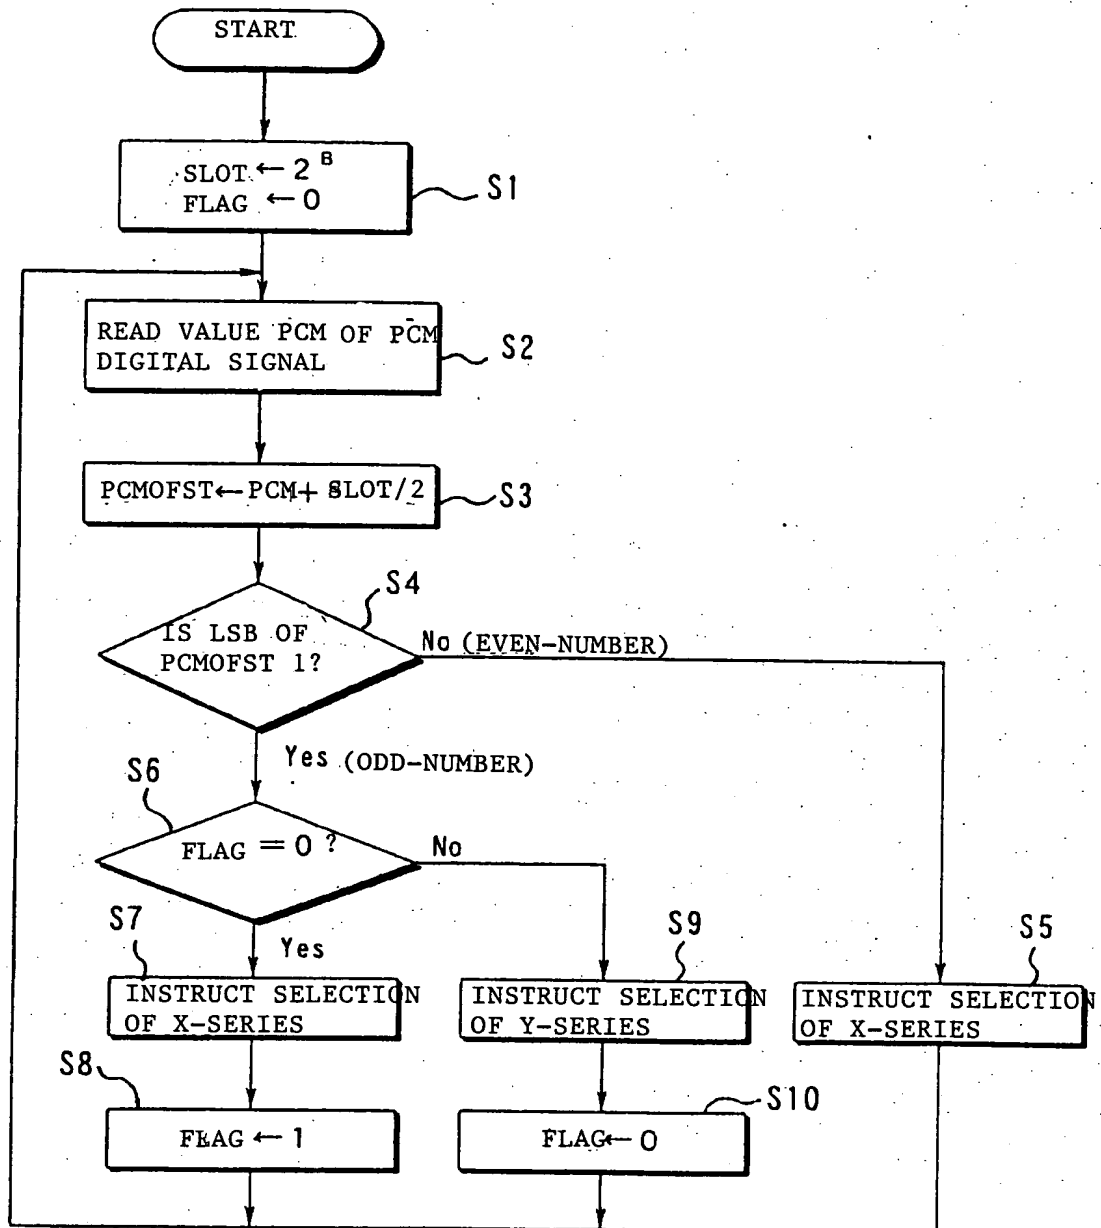 START
SLOT ← 2^B
FLAG ← 0
S1
READ VALUE PCM OF PCM
DIGITAL SIGNAL
S2
PCMOFST ← PCM + SLOT/2
S3
S4
IS LSB OF
PCMOFST 1?
No (EVEN-NUMBER)
Yes (ODD-NUMBER)
S6
FLAG = 0 ?
No
Yes
S7
INSTRUCT SELECTION
OF X-SERIES
S9
INSTRUCT SELECTION
OF Y-SERIES
S5
INSTRUCT SELECTION
OF X-SERIES
S8
FLAG ← 1
S10
FLAG ← 0